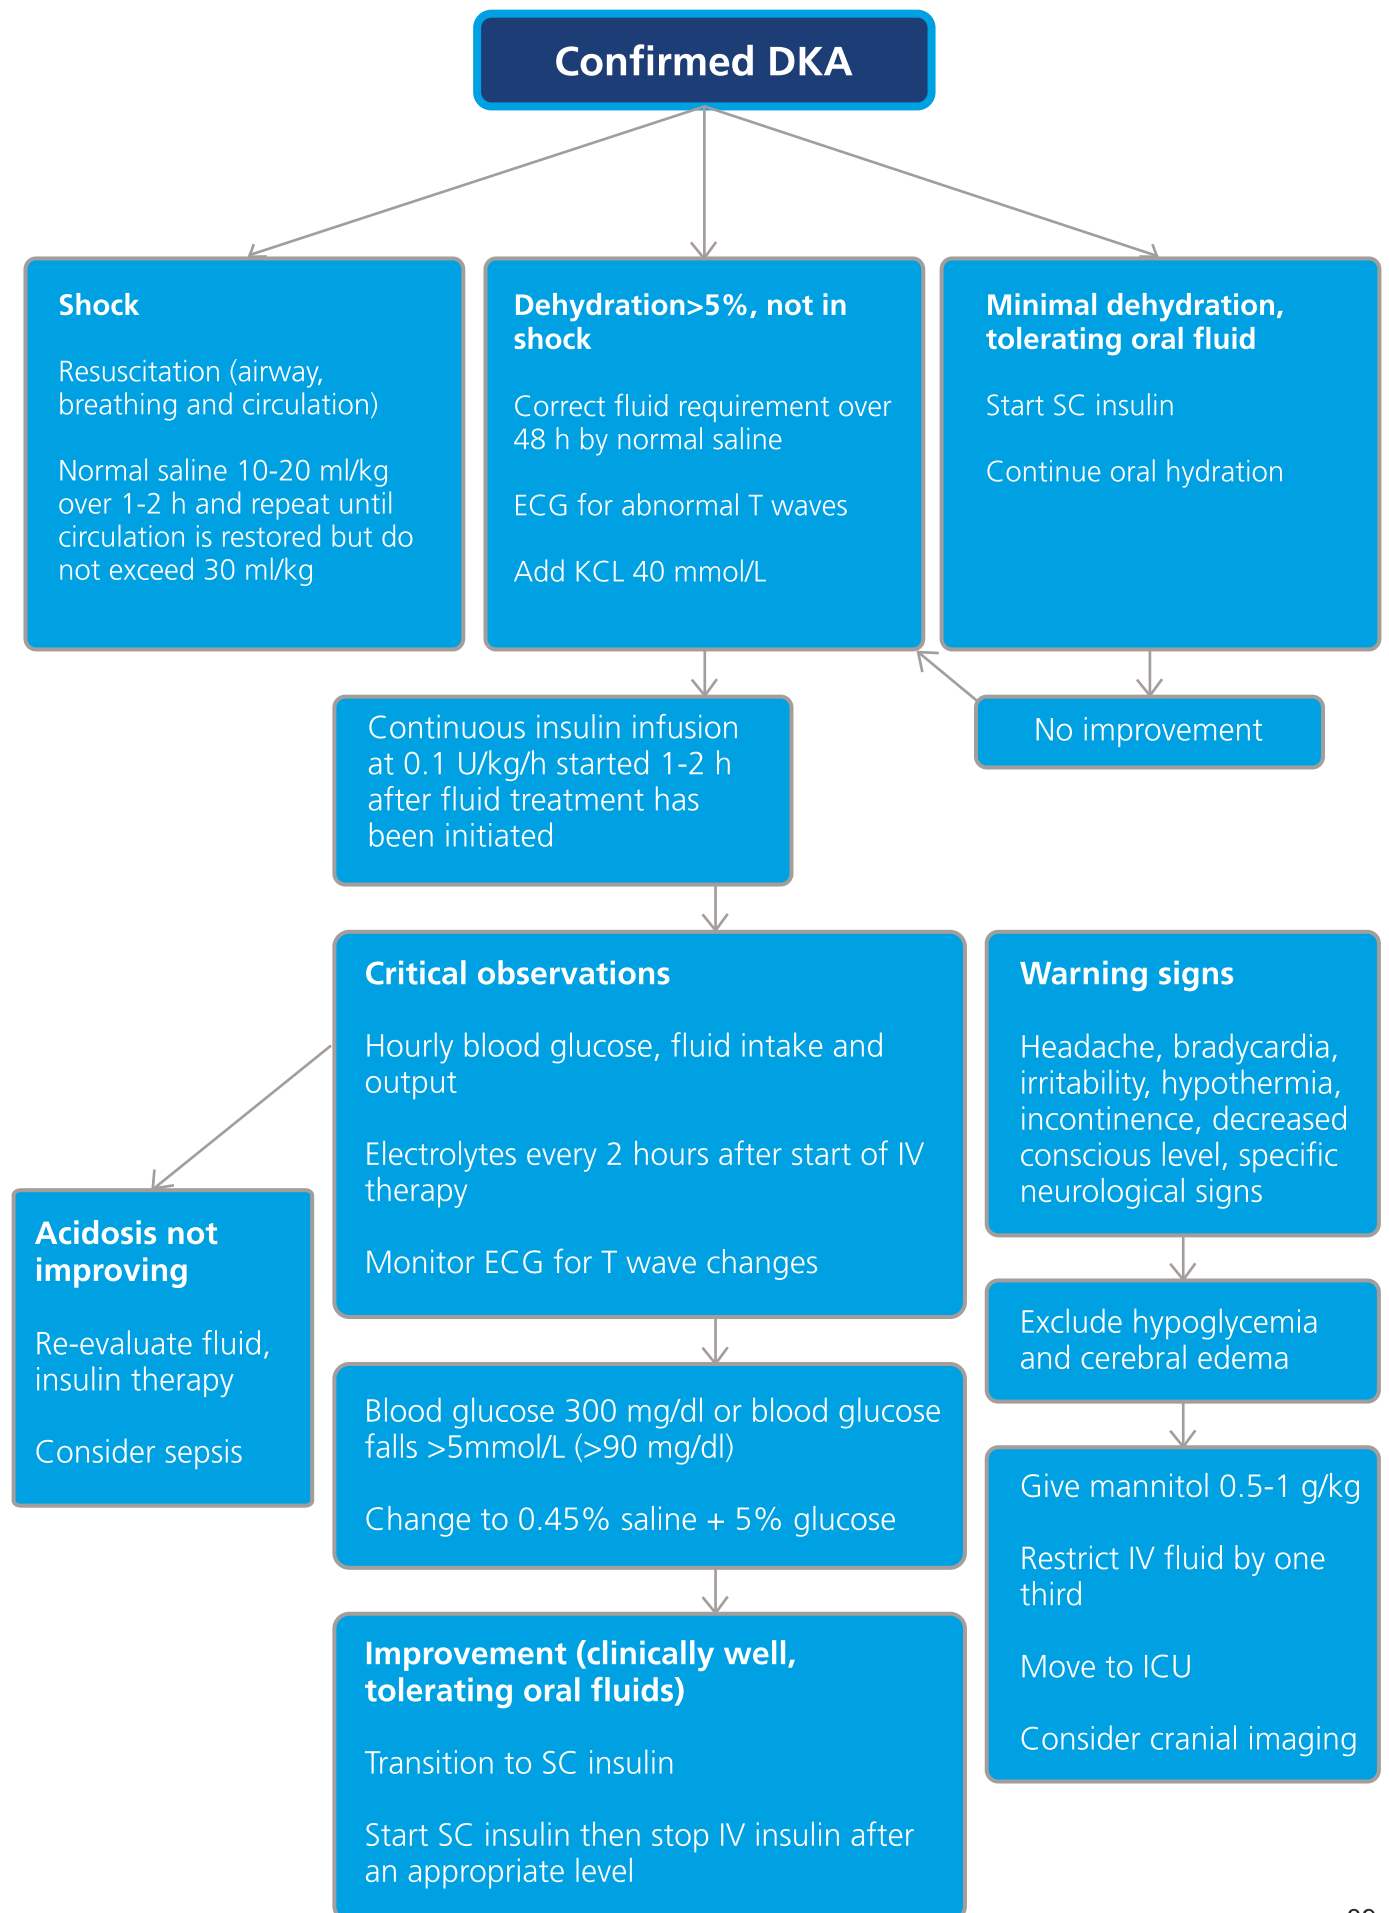 Confirmed DKA
Shock
Resuscitation (airway,
breathing and circulation)
Normal saline 10-20 ml/kg
over 1-2 h and repeat until
circulation is restored but do
not exceed 30 ml/kg
Dehydration>5%, not in
shock
Correct fluid requirement over
48 h by normal saline
ECG for abnormal T waves
Add KCL 40 mmol/L
Minimal dehydration,
tolerating oral fluid
Start SC insulin
Continue oral hydration
No improvement
Continuous insulin infusion
at 0.1 U/kg/h started 1-2 h
after fluid treatment has
been initiated
Critical observations
Hourly blood glucose, fluid intake and
output
Electrolytes every 2 hours after start of IV
therapy
Monitor ECG for T wave changes
Warning signs
Headache, bradycardia,
irritability, hypothermia,
incontinence, decreased
conscious level, specific
neurological signs
Acidosis not
improving
Re-evaluate fluid,
insulin therapy
Consider sepsis
Exclude hypoglycemia
and cerebral edema
Blood glucose 300 mg/dl or blood glucose
falls >5mmol/L (>90 mg/dl)
Change to 0.45% saline + 5% glucose
Give mannitol 0.5-1 g/kg
Restrict IV fluid by one
third
Move to ICU
Consider cranial imaging
Improvement (clinically well,
tolerating oral fluids)
Transition to SC insulin
Start SC insulin then stop IV insulin after
an appropriate level